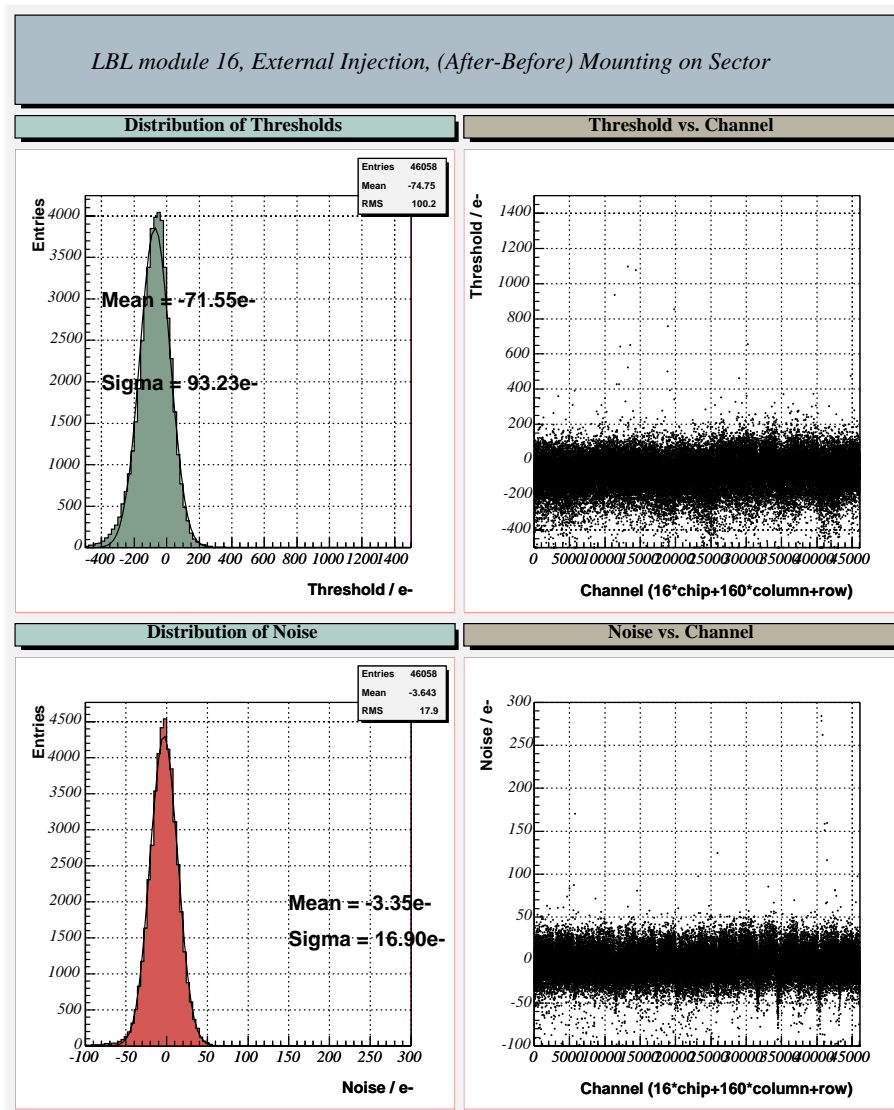 LBL module 16, External Injection, (After-Before) Mounting on Sector
Distribution of Thresholds
Entries 46058
Mean -74.75
RMS 100.2
Entries
4000
3500
3000
2500
2000
1500
1000
500
0
Mean = -71.55e-
Sigma = 93.23e-
-400 -200 0 200 400 600 800 1000 1200 1400
Threshold / e-
Threshold vs. Channel
Threshold / e-
1400
1200
1000
800
600
400
200
0
-200
-400
0 5000 10000 15000 20000 25000 30000 35000 40000 45000
Channel (16*chip+160*column+row)
Distribution of Noise
Entries 46058
Mean -3.643
RMS 17.9
Entries
4500
4000
3500
3000
2500
2000
1500
1000
500
0
Mean = -3.35e-
Sigma = 16.90e-
-100 -50 0 50 100 150 200 250 300
Noise / e-
Noise vs. Channel
Noise / e-
300
250
200
150
100
50
0
-50
-100
0 5000 10000 15000 20000 25000 30000 35000 40000 45000
Channel (16*chip+160*column+row)